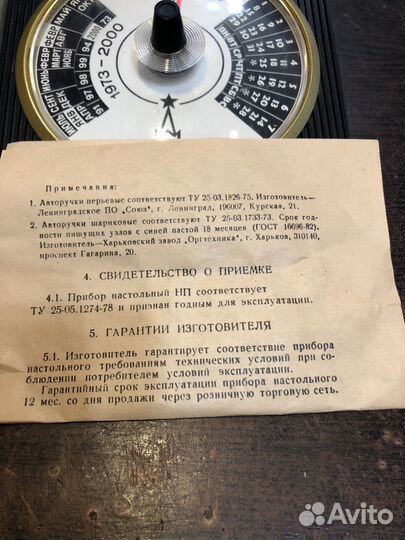 1973-2000
Примечания:
1. Авторучки перьевые соответствуют ТУ 25-03.1826-75. Изготовитель—
Ленинградское ПО „Союз", г. Ленинград, 196007, Курская, 21.
2. Авторучки шариковые соответствуют ТУ 25-03.1733-73. Срок год-
ности пишущих узлов с синей пастой 18 месяцев (ГОСТ 16696-82).
Изготовитель—Харьковский завод „Оргтехника", г. Харьков, 310140,
проспект Гагарина, 20.
4. СВИДЕТЕЛЬСТВО О ПРИЕМКЕ
4.1. Прибор настольный НП соответствует
ТУ 25-05.1274-78 и признан годным для эксплуатации.
5. ГАРАНТИИ ИЗГОТОВИТЕЛЯ
5.1. Изготовитель гарантирует соответствие прибора
настольного требованиям технических условий при со-
блюдении потребителем условий эксплуатации.
Гарантийный срок эксплуатации прибора настольного
12 мес. со дня продажи через розничную торговую сеть.
Avito